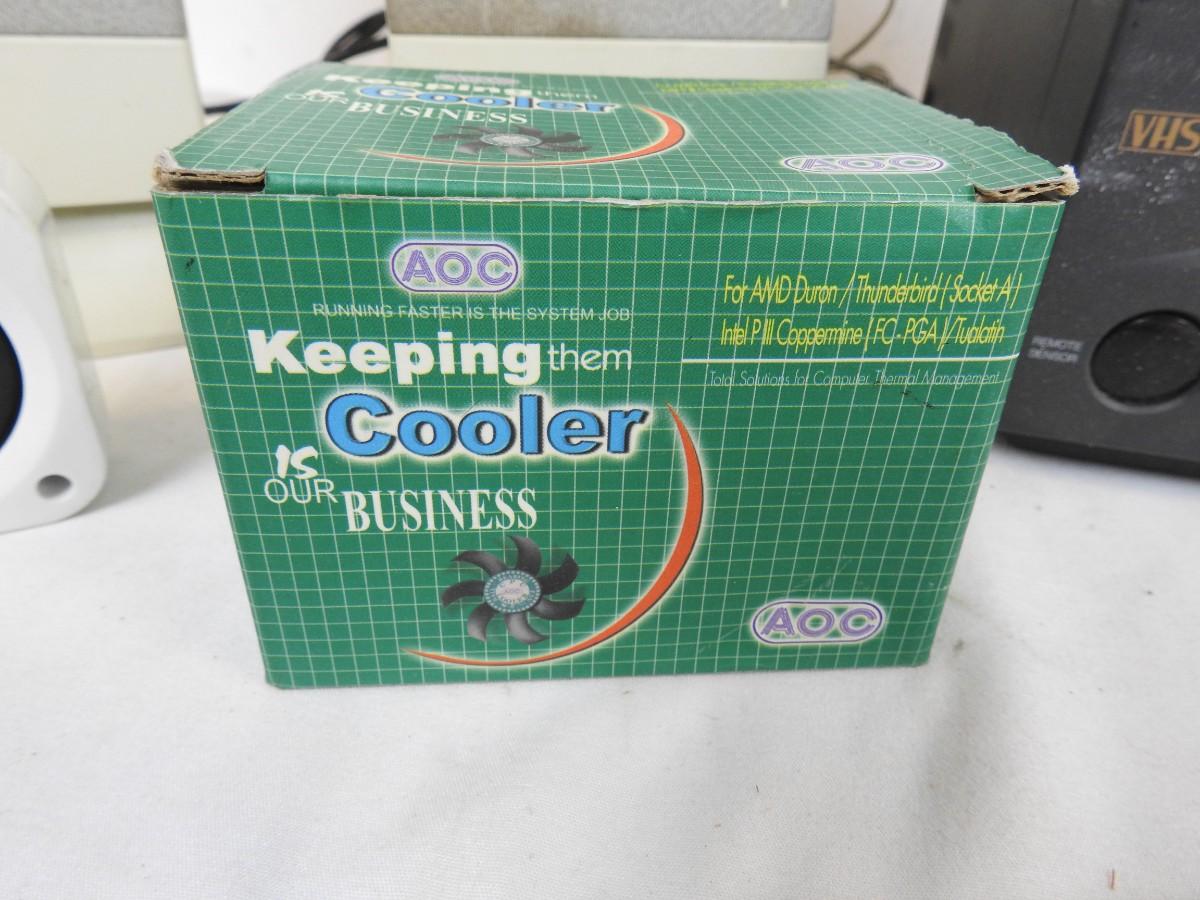 Keeping them
Cooler
IS
OUR BUSINESS
AOC
AOC
RUNNING FASTER IS THE SYSTEM JOB
Keeping them
Cooler
IS
OUR BUSINESS
AOC
For AMD Duron / Thunderbird ( Socket A )
Intel P III Coppermine ( FC - PGA )/Tualatin
Total Solutions for Computer Thermal Management
AOC
VHS
REMOTE
SENSOR